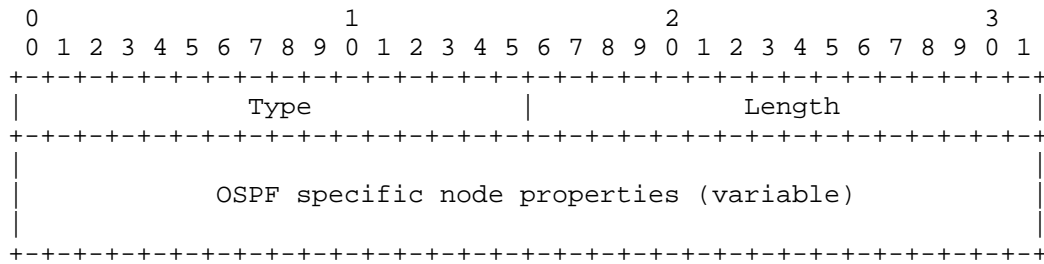 0                   1                   2                   3
 0 1 2 3 4 5 6 7 8 9 0 1 2 3 4 5 6 7 8 9 0 1 2 3 4 5 6 7 8 9 0 1
+-+-+-+-+-+-+-+-+-+-+-+-+-+-+-+-+-+-+-+-+-+-+-+-+-+-+-+-+-+-+-+-+
|              Type             |             Length            |
+-+-+-+-+-+-+-+-+-+-+-+-+-+-+-+-+-+-+-+-+-+-+-+-+-+-+-+-+-+-+-+-+
|                                                               |
|            OSPF specific node properties (variable)           |
|                                                               |
+-+-+-+-+-+-+-+-+-+-+-+-+-+-+-+-+-+-+-+-+-+-+-+-+-+-+-+-+-+-+-+-+